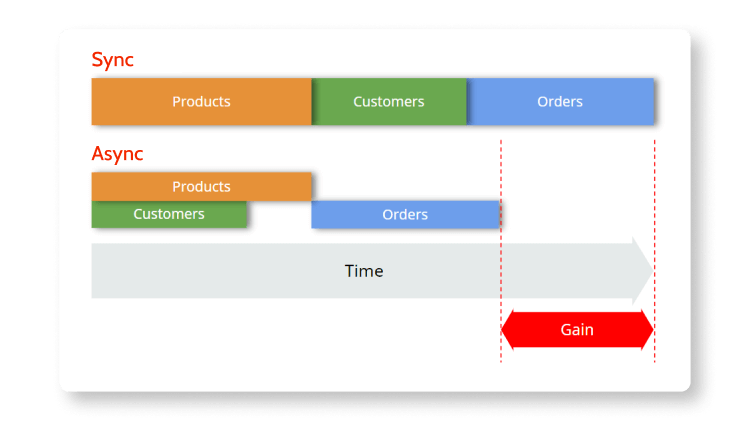 Sync
Products Customers Orders
Async
Products
Customers Orders
Time
Gain